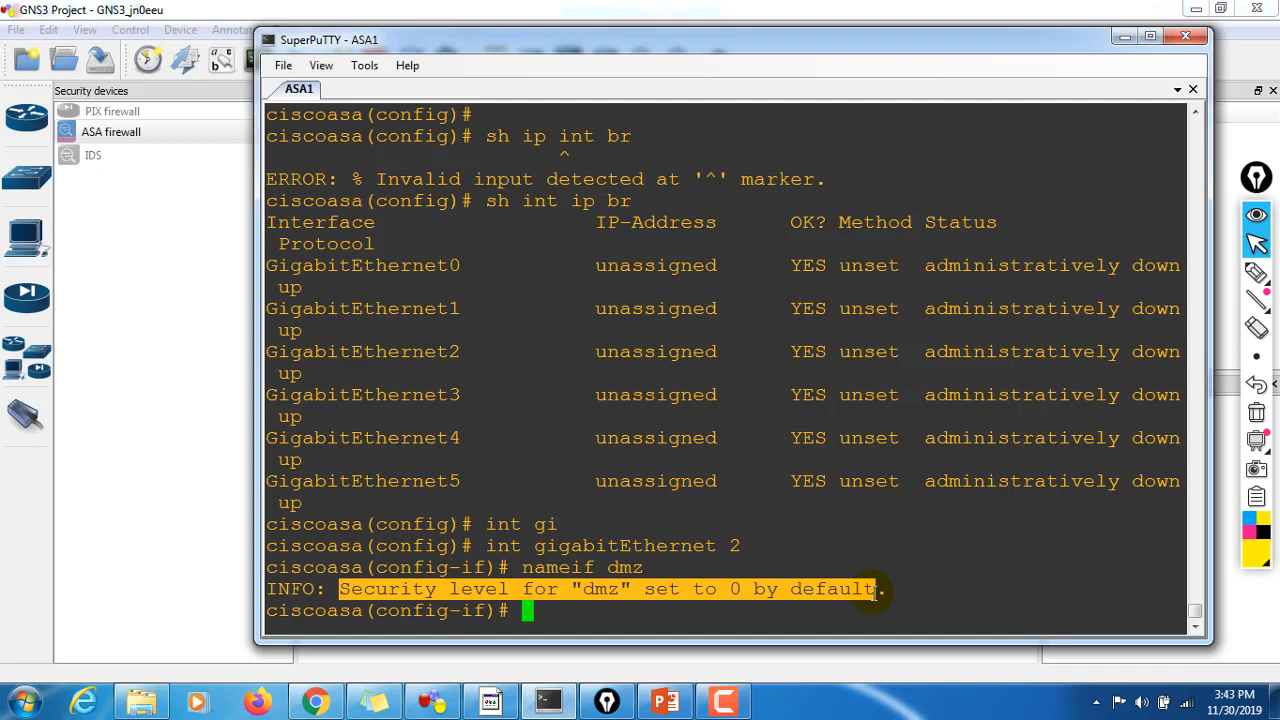 GNS3 Project - GNS3_jn0eeu
File Edit View Control Device
SuperPuTTY - ASA1
File View Tools Help
Security devices
ASA1
PIX firewall
ASA firewall
IDS
ciscoasa(config)#
ciscoasa(config)# sh ip int br
^
ERROR: % Invalid input detected at '^' marker.
ciscoasa(config)# sh int ip br
Interface IP-Address OK? Method Status
Protocol
GigabitEthernet0 unassigned YES unset administratively down
up
GigabitEthernet1 unassigned YES unset administratively down
up
GigabitEthernet2 unassigned YES unset administratively down
up
GigabitEthernet3 unassigned YES unset administratively down
up
GigabitEthernet4 unassigned YES unset administratively down
up
GigabitEthernet5 unassigned YES unset administratively down
up
ciscoasa(config)# int gi
ciscoasa(config)# int gigabitEthernet 2
ciscoasa(config-if)# nameif dmz
INFO: Security level for "dmz" set to 0 by default.
ciscoasa(config-if)#
3:43 PM
11/30/2019